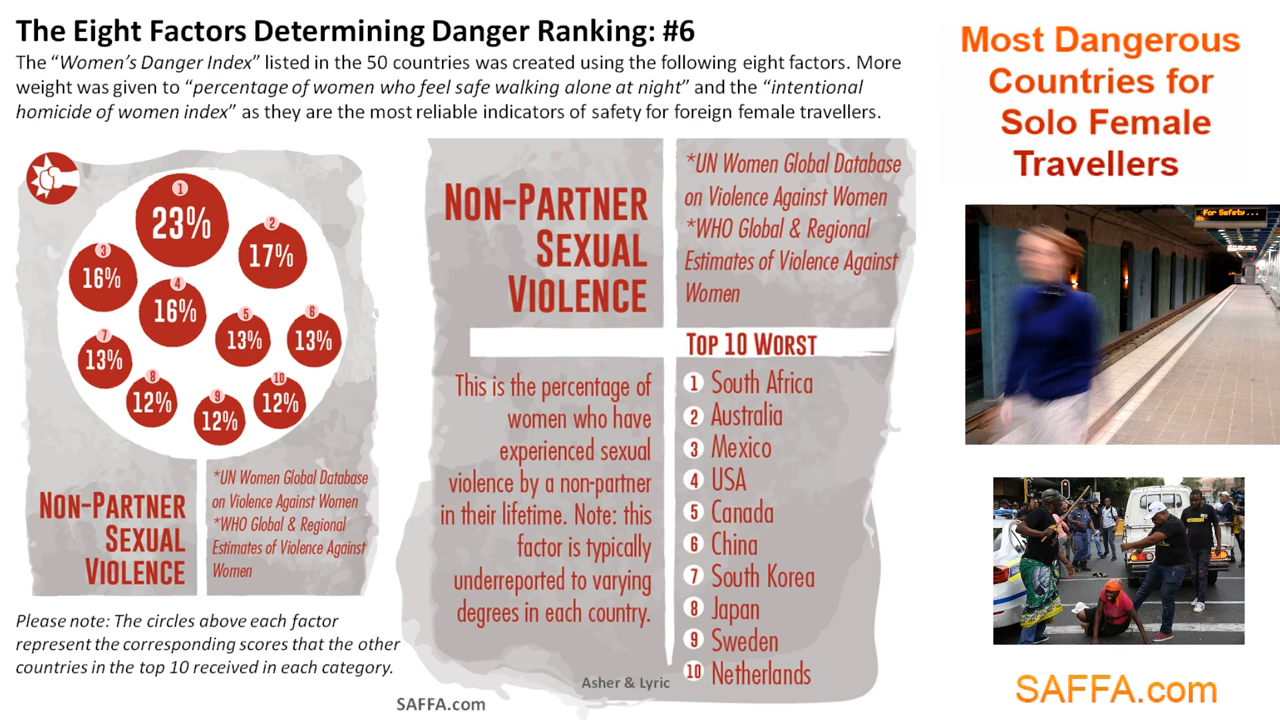 The Eight Factors Determining Danger Ranking: #6
The “Women’s Danger Index” listed in the 50 countries was created using the following eight factors. More
weight was given to “percentage of women who feel safe walking alone at night” and the “intentional
homicide of women index” as they are the most reliable indicators of safety for foreign female travellers.
1
23%
2
17%
3
16%
4
16%
5
13%
6
13%
7
13%
8
12%
9
12%
10
12%
Non-Partner
Sexual
Violence
*UN Women Global Database
on Violence Against Women
*WHO Global & Regional
Estimates of Violence Against
Women
Please note: The circles above each factor
represent the corresponding scores that the other
countries in the top 10 received in each category.
Non-Partner
Sexual
Violence
*UN Women Global Database
on Violence Against Women
*WHO Global & Regional
Estimates of Violence Against
Women
This is the percentage of
women who have
experienced sexual
violence by a non-partner
in their lifetime. Note: this
factor is typically
underreported to varying
degrees in each country.
Top 10 Worst
1 South Africa
2 Australia
3 Mexico
4 USA
5 Canada
6 China
7 South Korea
8 Japan
9 Sweden
10 Netherlands
Asher & Lyric
SAFFA.com
Most Dangerous
Countries for
Solo Female
Travellers
For Safety ...
SAFFA.com